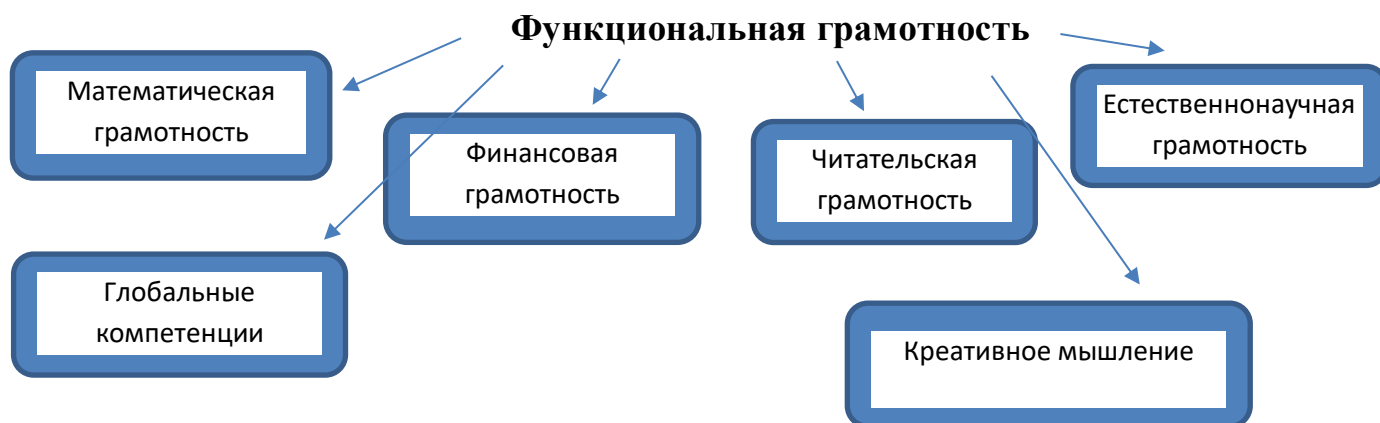 Функциональная грамотность
Математическая
грамотность
Финансовая
грамотность
Читательская
грамотность
Естественнонаучная
грамотность
Глобальные
компетенции
Креативное мышление